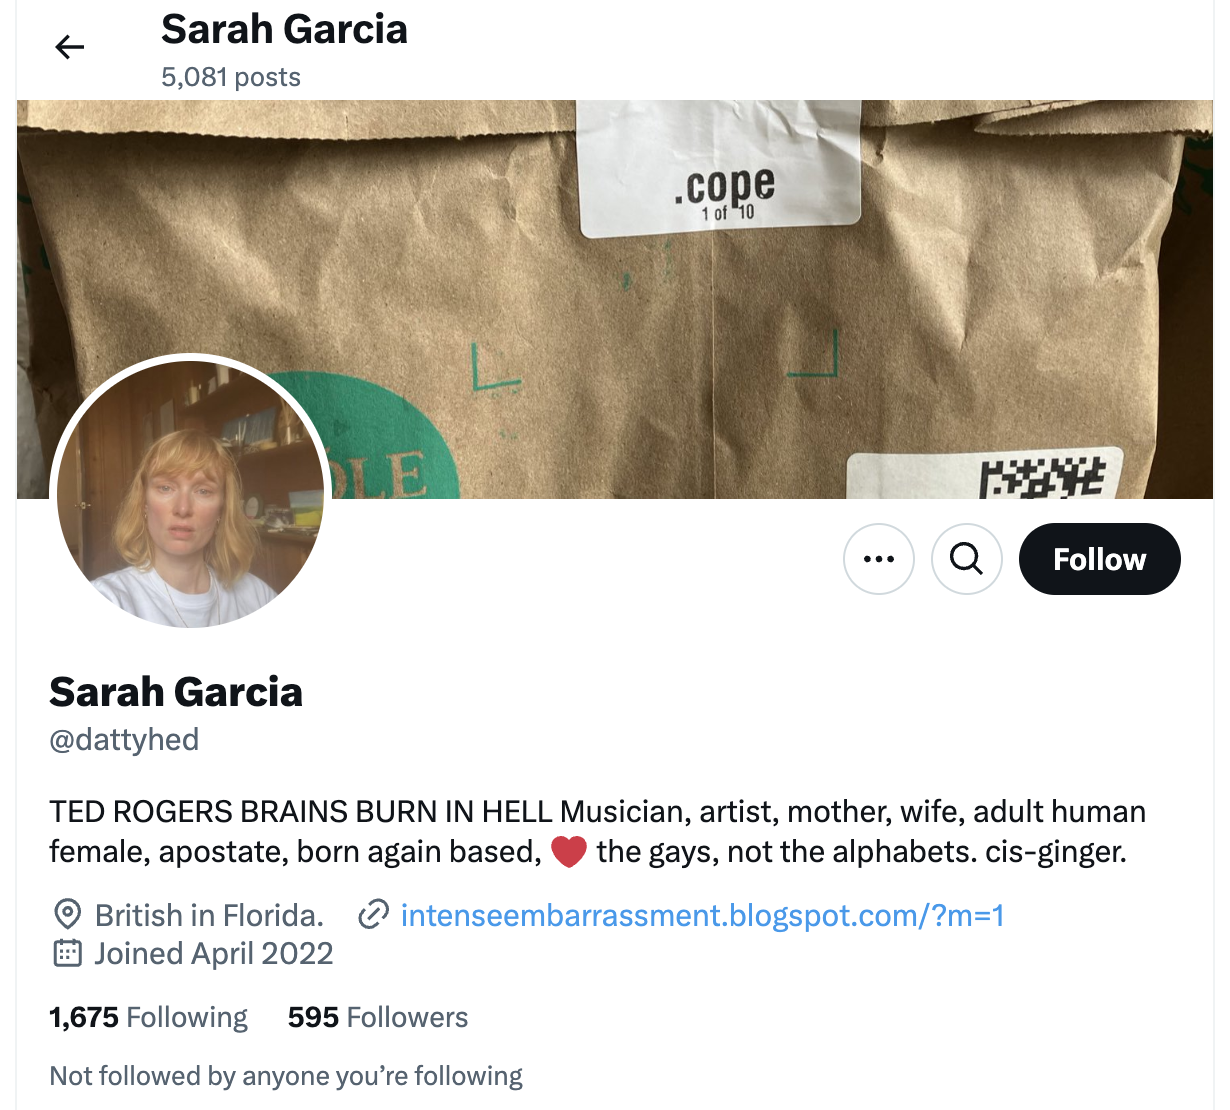 Sarah Garcia
5,081 posts
.cope
1 of 10
OLE
Follow
Sarah Garcia
@dattyhed
TED ROGERS BRAINS BURN IN HELL Musician, artist, mother, wife, adult human
female, apostate, born again based, ❤️ the gays, not the alphabets. cis-ginger.
British in Florida. intenseembarrassment.blogspot.com/?m=1
Joined April 2022
1,675 Following 595 Followers
Not followed by anyone you’re following